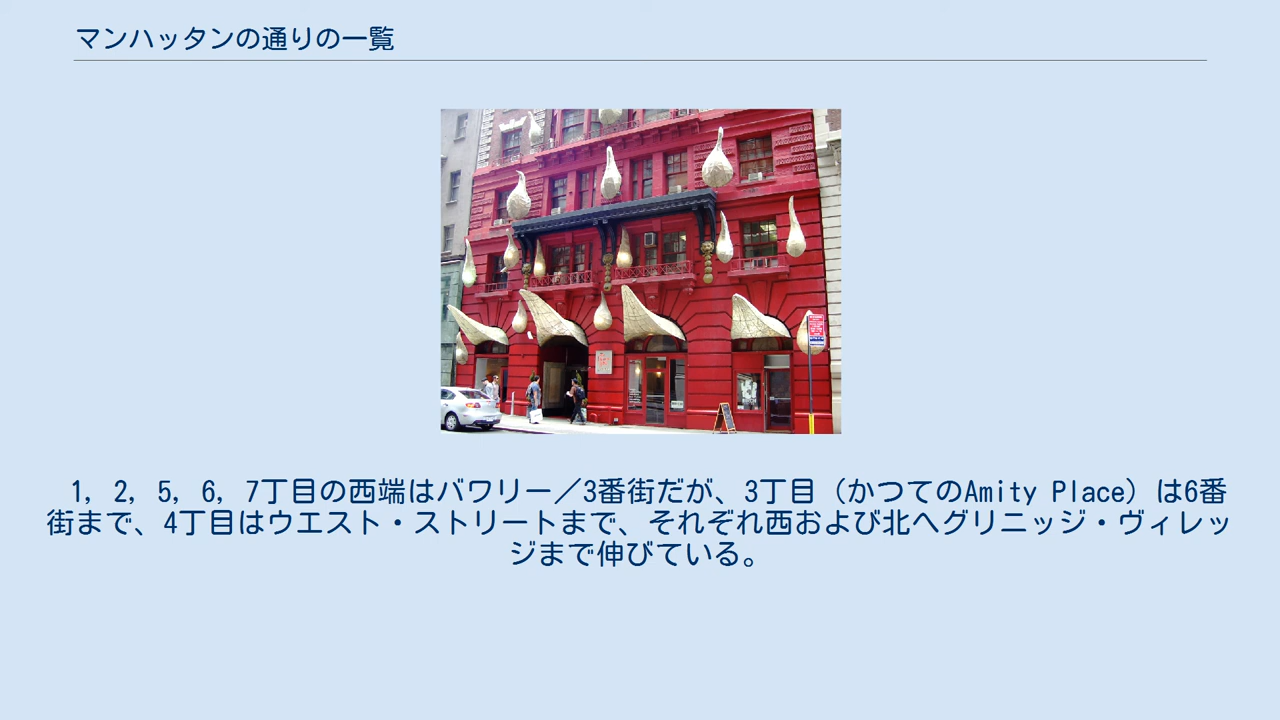 マンハッタンの通りの一覧
1, 2, 5, 6, 7丁目の西端はバワリー／3番街だが、3丁目（かつてのAmity Place）は6番
街まで、4丁目はウエスト・ストリートまで、それぞれ西および北へグリニッジ・ヴィレッ
ジまで伸びている。